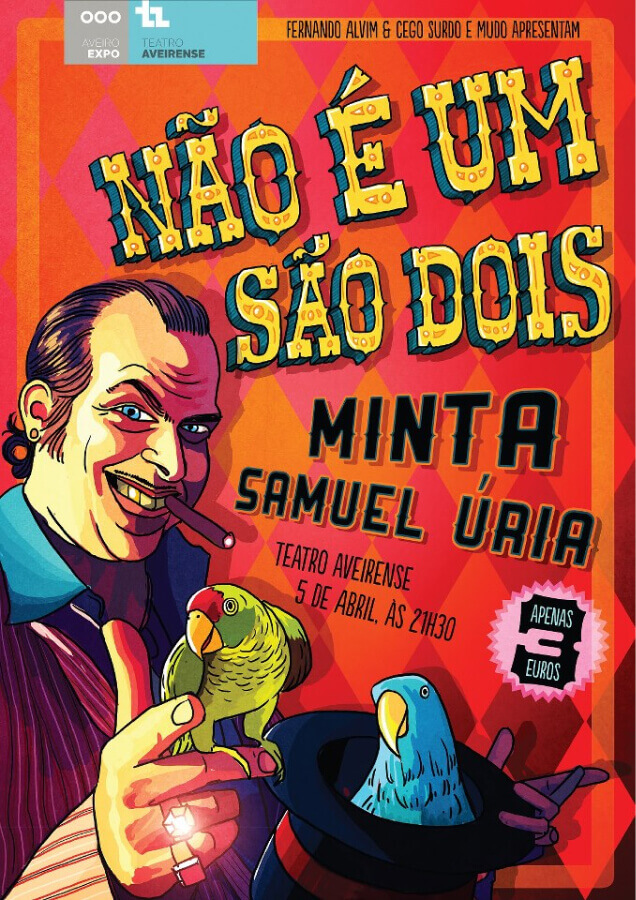 OOO
AVEIRO
EXPO
TEATRO
AVEIRENSE
FERNANDO ALVIM & CEGO SURDO E MUDO APRESENTAM
NÃO É UM
SÃO DOIS
MINTA
SAMUEL ÚRIA
TEATRO AVEIRENSE
5 DE ABRIL, ÀS 21H30
APENAS
3
EUROS